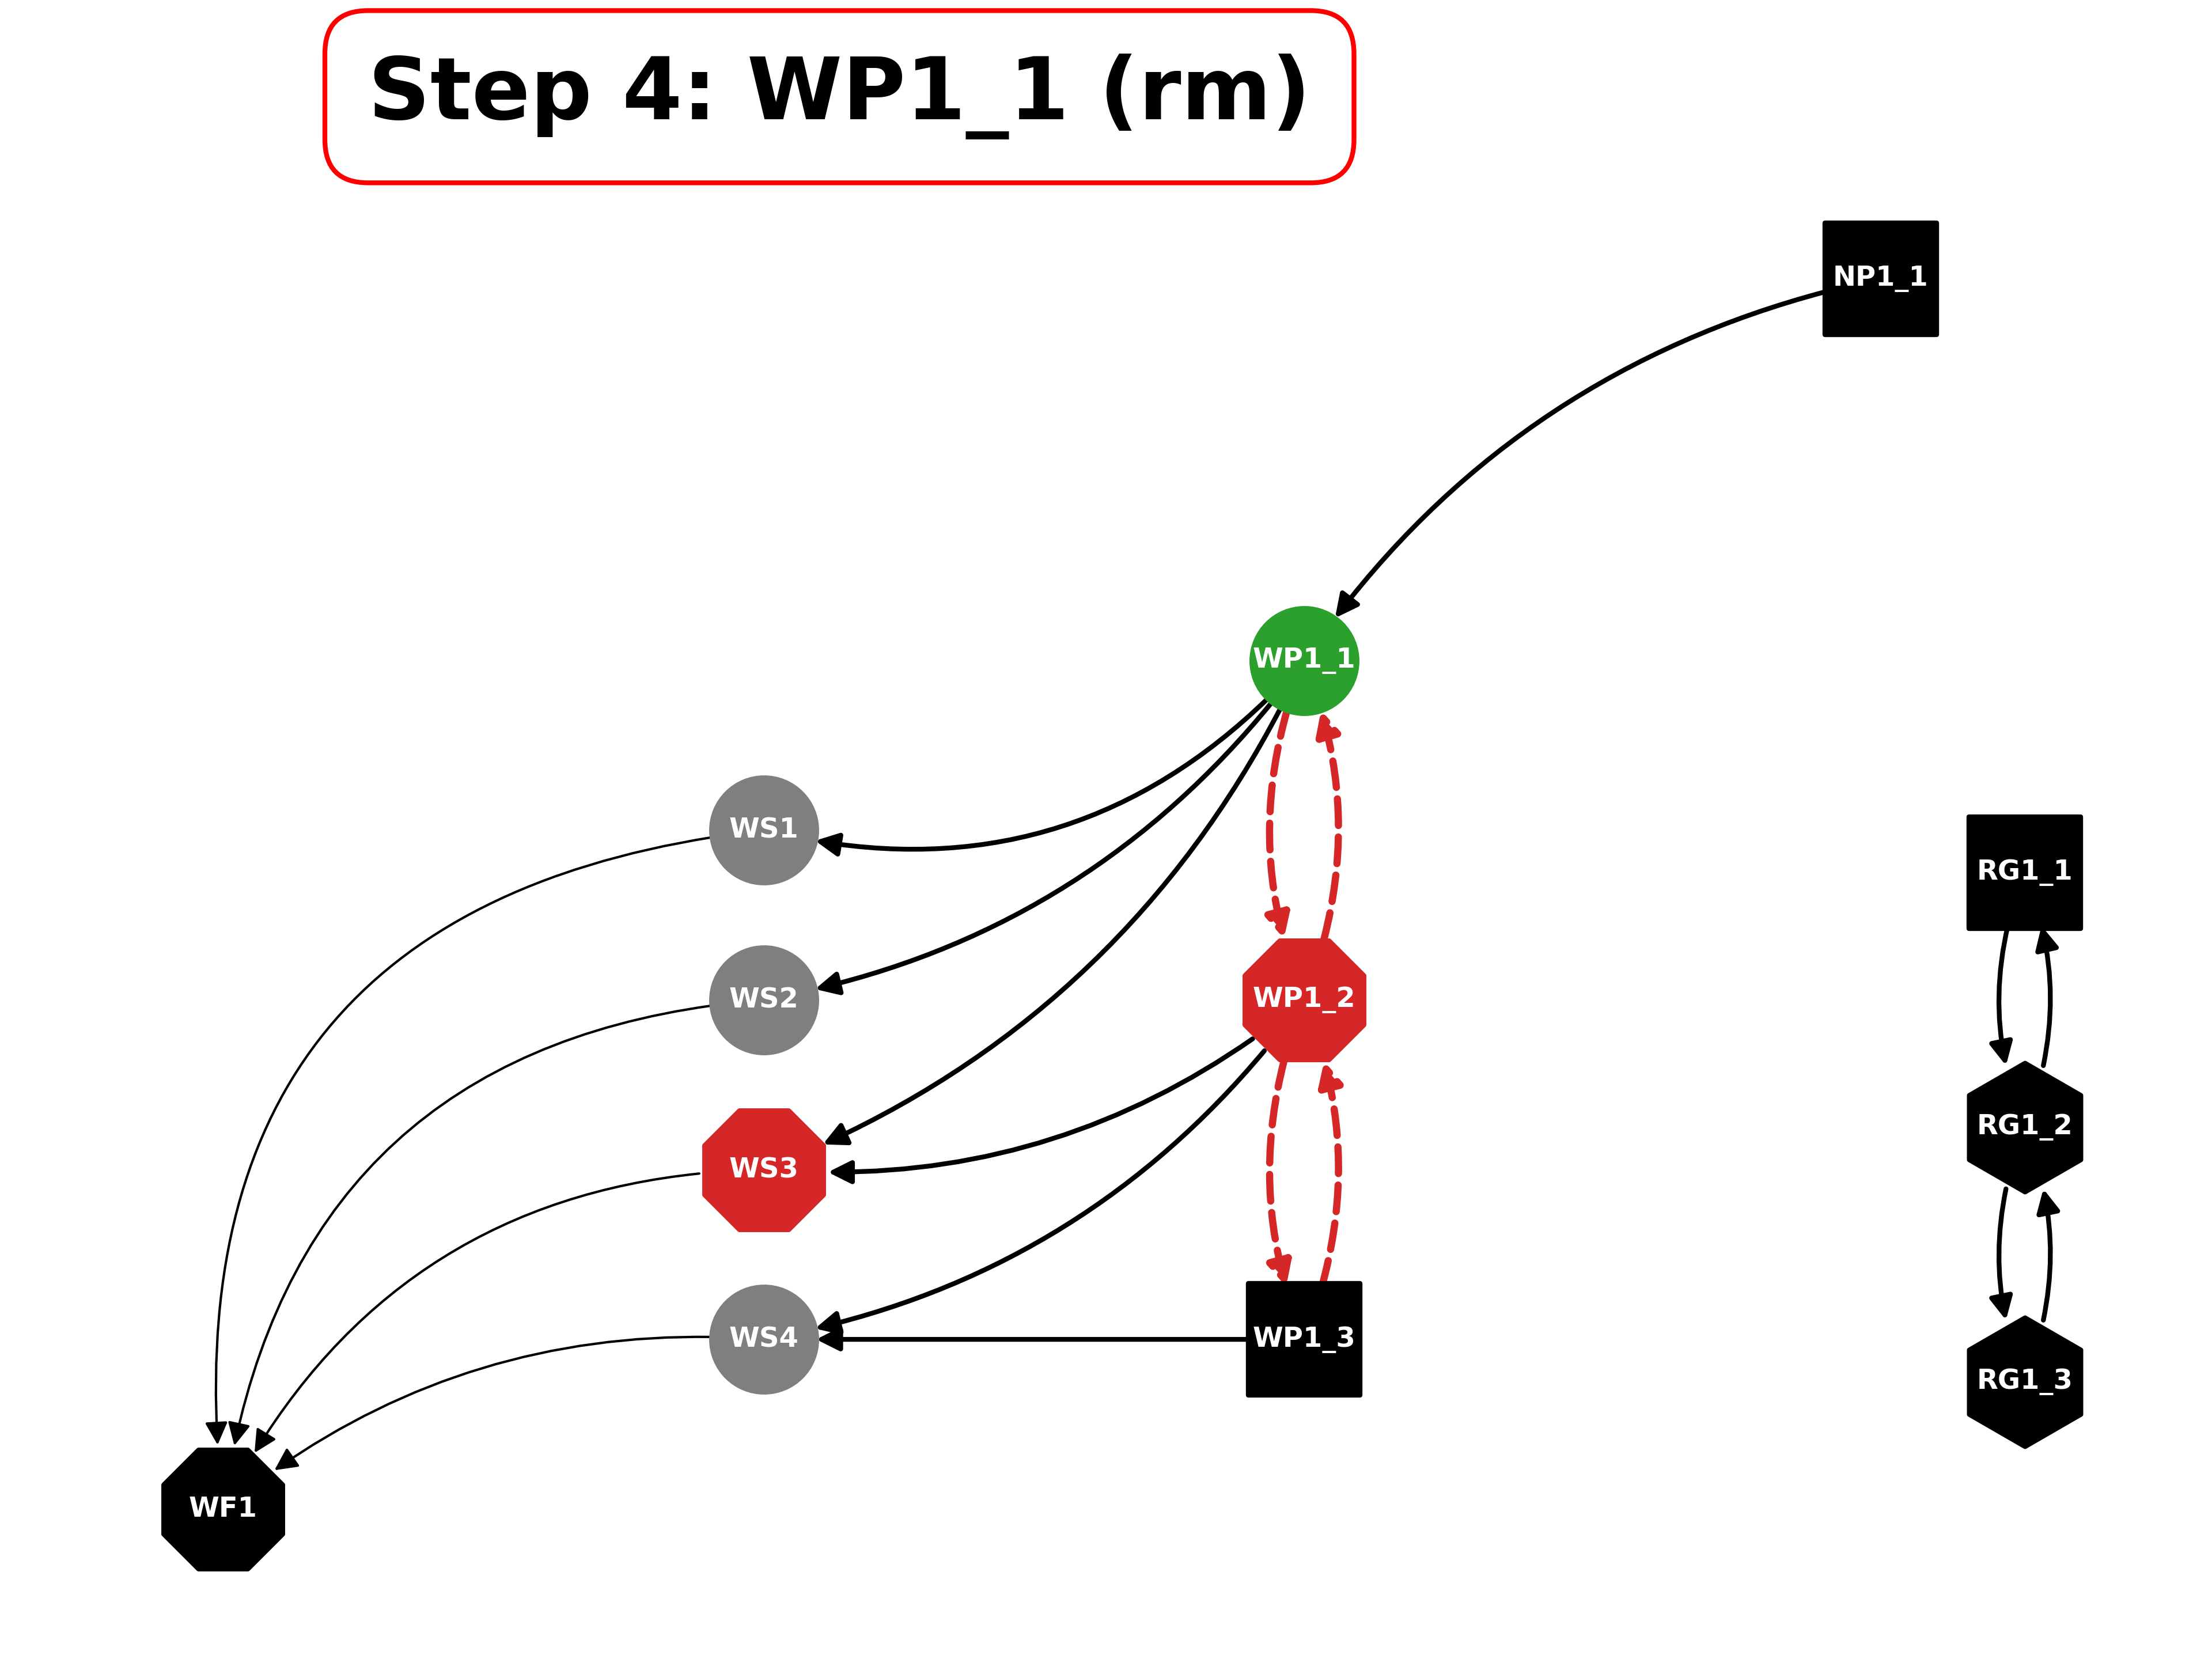 Step 4: WP1_1 (rm)
NP1_1
WP1_1
WS1
RG1_1
WS2
WP1_2
RG1_2
WS3
WS4
WP1_3
RG1_3
WF1